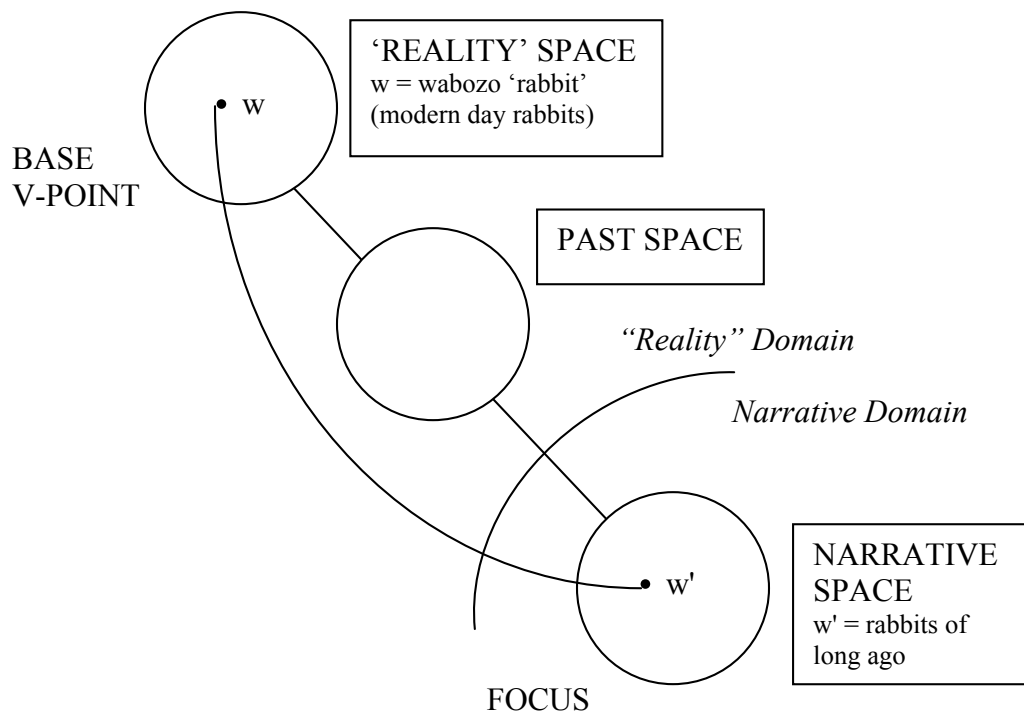 ‘REALITY’ SPACE
w = wabozo ‘rabbit’
(modern day rabbits)
w
BASE
V-POINT
PAST SPACE
“Reality” Domain
Narrative Domain
NARRATIVE
SPACE
w' = rabbits of
long ago
w'
FOCUS